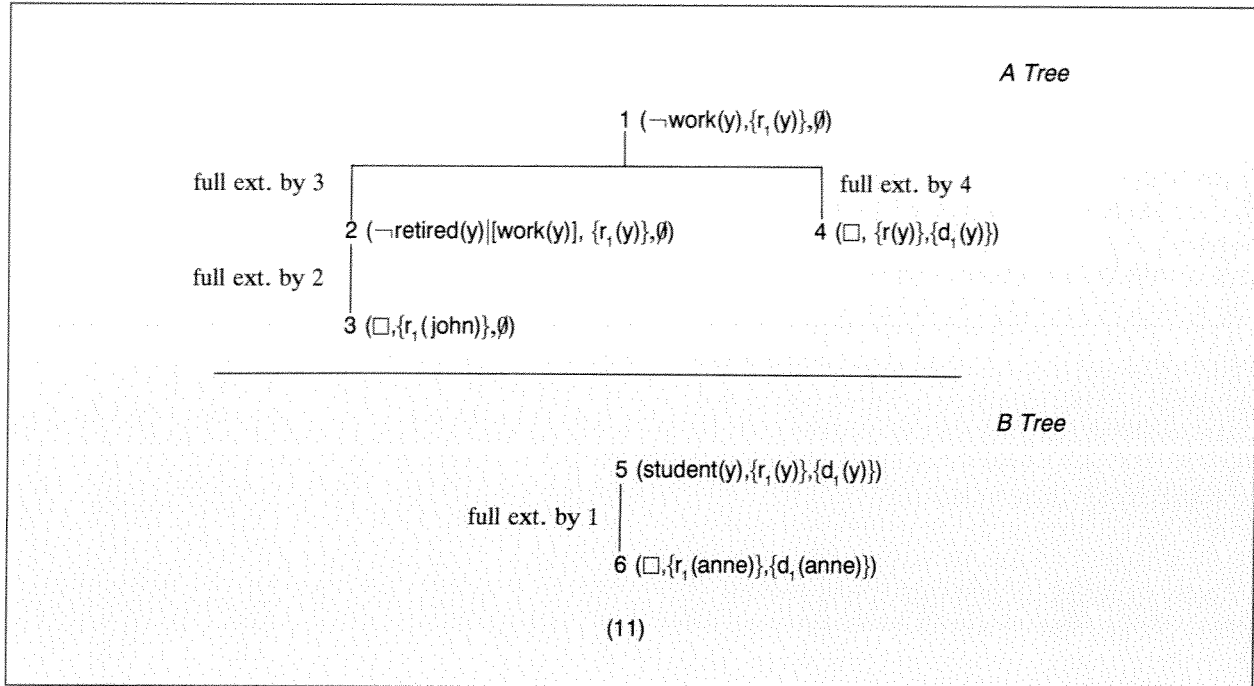 A Tree
1 (¬work(y),{r₁(y)},∅)
full ext. by 3
full ext. by 4
2 (¬retired(y)|[work(y)], {r₁(y)},∅)
4 (□, {r(y)},{d₁(y)})
full ext. by 2
3 (□,{r₁(john)},∅)
B Tree
5 (student(y),{r₁(y)},{d₁(y)})
full ext. by 1
6 (□,{r₁(anne)},{d₁(anne)})
(11)